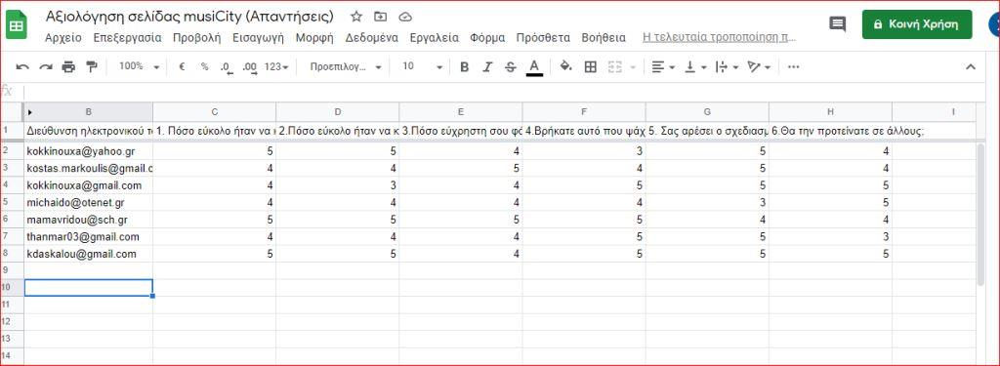 Αξιολόγηση σελίδας musiCity (Απαντήσεις)
Αρχείο Επεξεργασία Προβολή Εισαγωγή Μορφή Δεδομένα Εργαλεία Φόρμα Πρόσθετα Βοήθεια Η τελευταία τροποποίηση π...
Κοινή Χρήση
100% € % .0 .00 123 Προεπιλογ... 10 B I S A
fx
B C D E F G H I
1 Διεύθυνση ηλεκτρονικού τα 1. Πόσο εύκολο ήταν να κ 2.Πόσο εύκολο ήταν να κ 3.Πόσο εύχρηστη σου φά 4.Βρήκατε αυτό που ψάχ 5. Σας αρέσει ο σχεδιασμ 6.Θα την προτείνατε σε άλλους;
2 kokkinouxa@yahoo.gr 5 5 4 3 5 4
3 kostas.markoulis@gmail.c 4 4 5 4 5 4
4 kokkinouxa@gmail.com 4 3 4 5 5 5
5 michaido@otenet.gr 4 4 4 4 3 5
6 mamavridou@sch.gr 5 5 5 5 4 4
7 thanmar03@gmail.com 4 4 4 5 5 3
8 kdaskalou@gmail.com 5 5 4 5 5 5
9
10
11
12
13
14